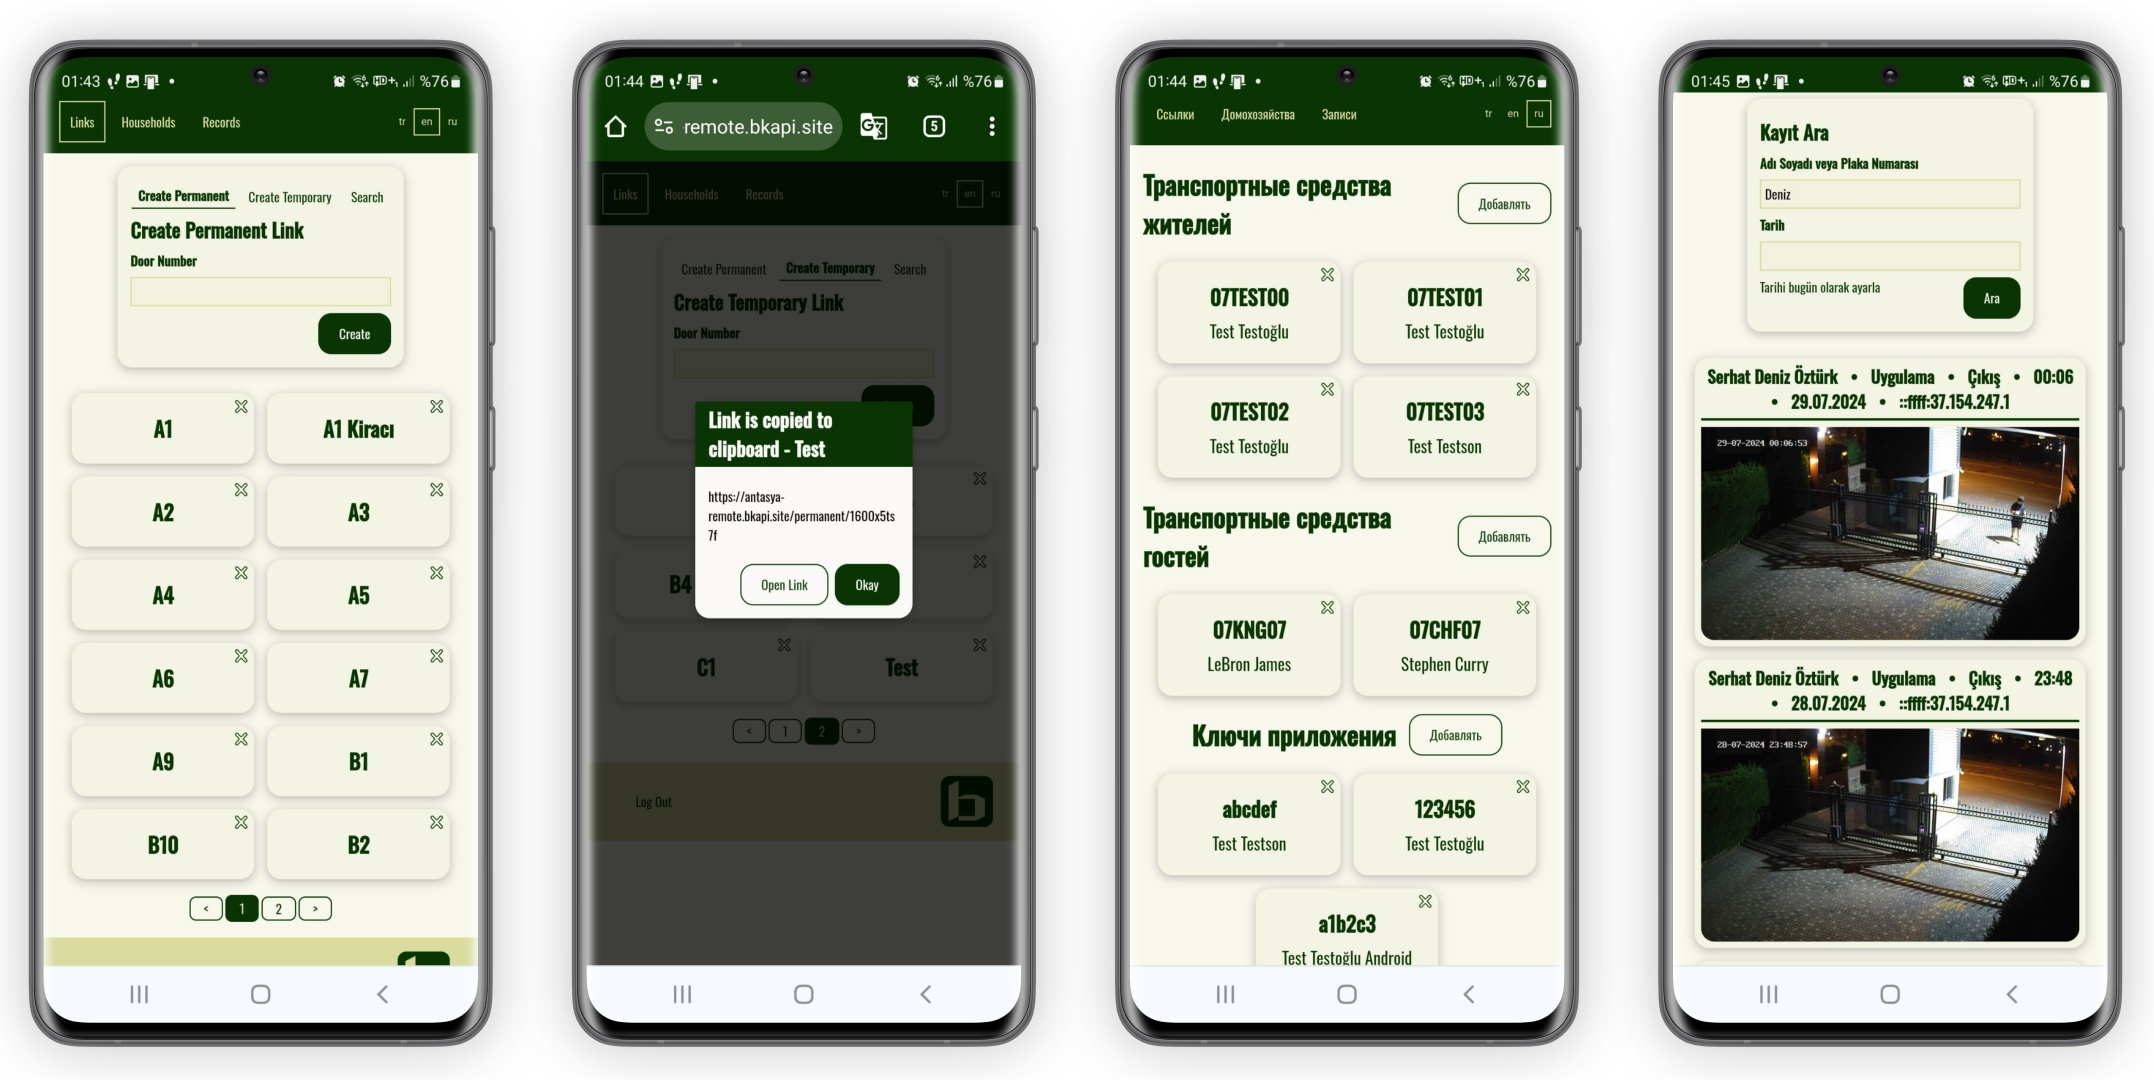 01:43
%76
Links Households Records tr en ru
Create Permanent Create Temporary Search
Create Permanent Link
Door Number
Create
A1 A1 Kiracı
A2 A3
A4 A5
A6 A7
A9 B1
B10 B2
< 1 2 >
01:44
%76
remote.bkapi.site
5
Links Households Records tr en ru
Create Permanent Create Temporary Search
Create Temporary Link
Door Number
Link is copied to
clipboard - Test
https://antasya-
remote.bkapi.site/permanent/1600x5ts
7f
Open Link Okay
B4
C1 Test
< 1 2 >
Log Out
01:44
HD+ %76
Ссылки Домохозяйства Записи tr en ru
Транспортные средства
жителей
Добавлять
07TEST00 07TEST01
Test Testoğlu Test Testoğlu
07TEST02 07TEST03
Test Testoğlu Test Testson
Транспортные средства
гостей
Добавлять
07KNG07 07CHF07
LeBron James Stephen Curry
Ключи приложения Добавлять
abcdef 123456
Test Testson Test Testoğlu
a1b2c3
Test Testoğlu Android
01:45
HD+ %76
Kayıt Ara
Adı Soyadı veya Plaka Numarası
Deniz
Tarih
Tarihi bugün olarak ayarla
Ara
Serhat Deniz Öztürk • Uygulama • Çıkış • 00:06
• 29.07.2024 • ::ffff:37.154.247.1
29-07-2024 00:06:53
Serhat Deniz Öztürk • Uygulama • Çıkış • 23:48
• 28.07.2024 • ::ffff:37.154.247.1
28-07-2024 23:48:57